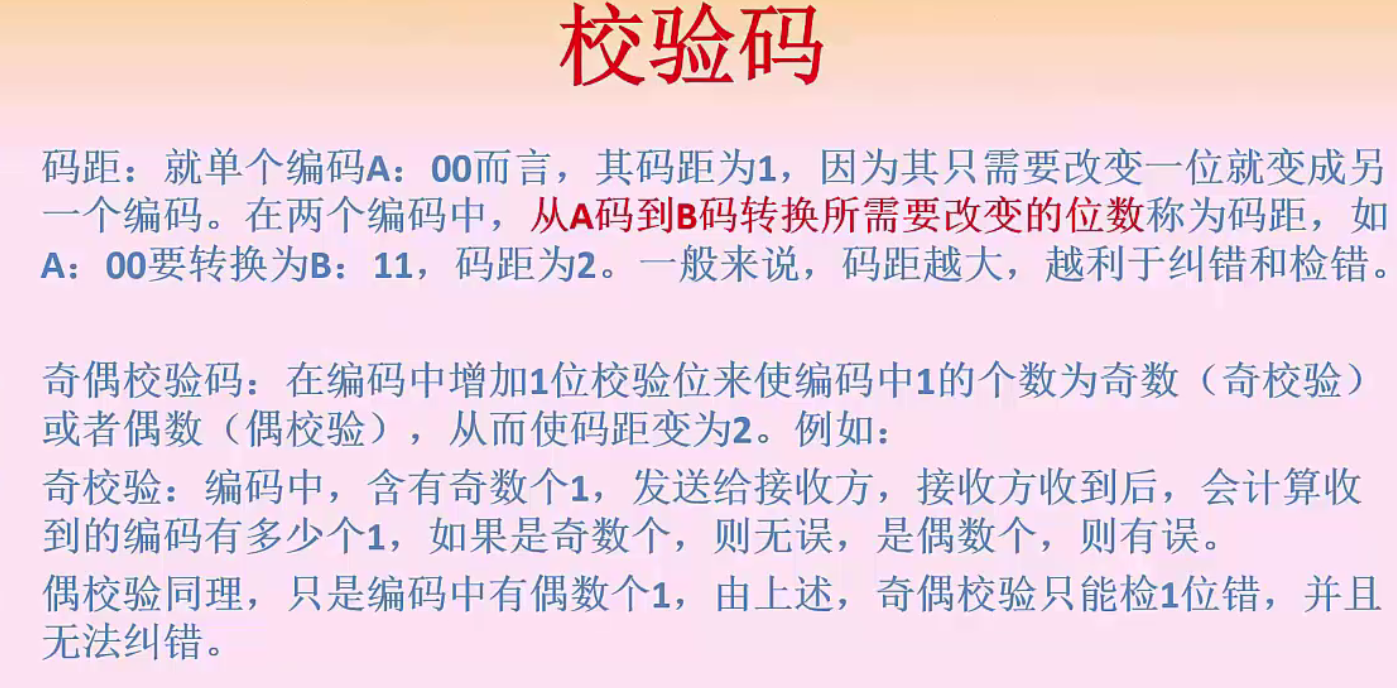 校验码
码距：就单个编码A：00而言，其码距为1，因为其只需要改变一位就变成另
一个编码。在两个编码中，从A码到B码转换所需要改变的位数称为码距，如
A：00要转换为B：11，码距为2。一般来说，码距越大，越利于纠错和检错。
奇偶校验码：在编码中增加1位校验位来使编码中1的个数为奇数（奇校验）
或者偶数（偶校验），从而使码距变为2。例如：
奇校验：编码中，含有奇数个1，发送给接收方，接收方收到后，会计算收
到的编码有多少个1，如果是奇数个，则无误，是偶数个，则有误。
偶校验同理，只是编码中有偶数个1，由上述，奇偶校验只能检1位错，并且
无法纠错。